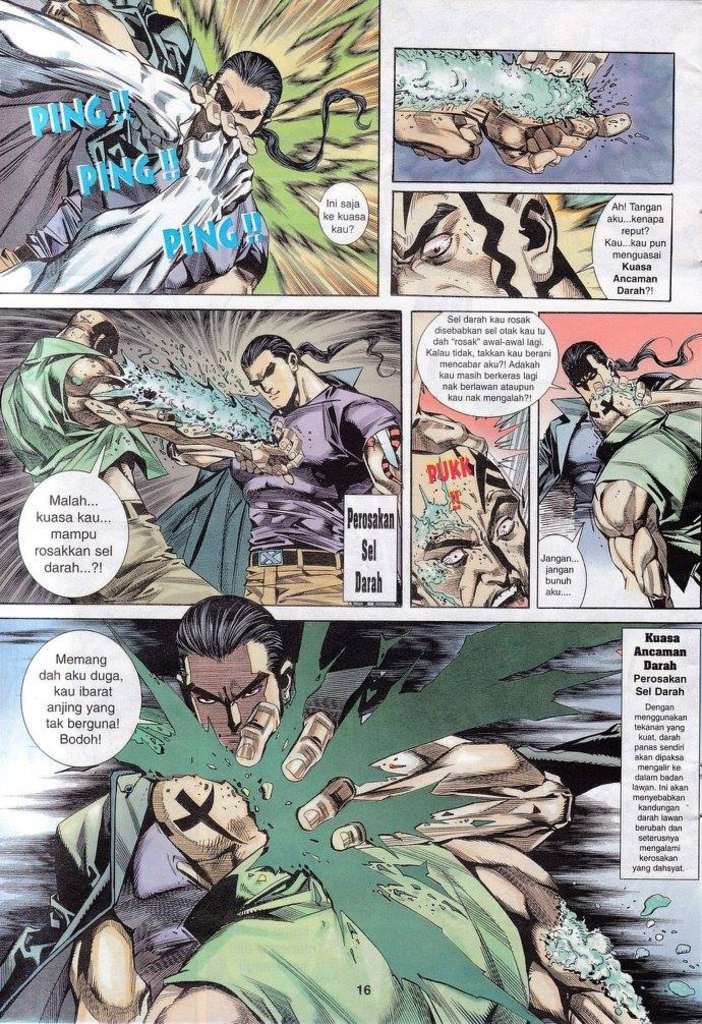 PING!!
PING!!
PING!!
Ini saja
ke kuasa
kau?
Ah! Tangan
aku...kenapa
reput?
Kau...kau pun
menguasai
Kuasa
Ancaman
Darah?!
Malah...
kuasa kau...
mampu
rosakkan sel
darah...?!
Perosakan
Sel
Darah
Sel darah kau rosak
disebabkan sel otak kau tu
dah "rosak" awal-awal lagi.
Kalau tidak, takkan kau berani
mencabar aku?! Adakah
kau masih berkeras lagi
nak berlawan ataupun
kau nak mengalah?!
PUKK
!!
Jangan...
jangan
bunuh
aku....
Memang
dah aku duga,
kau ibarat
anjing yang
tak berguna!
Bodoh!
Kuasa
Ancaman
Darah
Perosakan
Sel Darah
Dengan
menggunakan
tekanan yang
kuat, darah
panas sendiri
akan dipaksa
mengalir ke
dalam badan
lawan. Ini akan
menyebabkan
kandungan
darah lawan
berubah dan
seterusnya
mengalami
kerosakan
yang dahsyat.
16